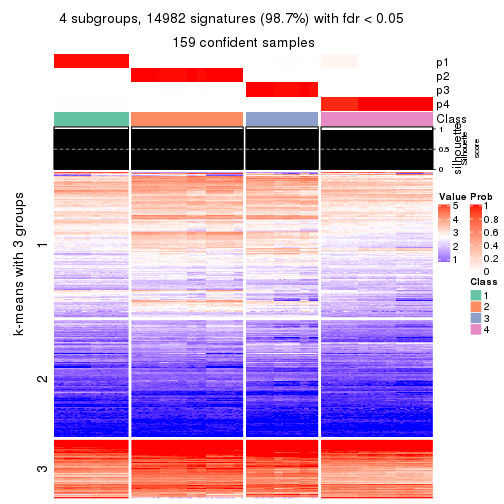 4 subgroups, 14982 signatures (98.7%) with fdr < 0.05
159 confident samples
p1
p2
p3
p4
Class
silhouette
Silhouette
score
1
0.5
0
k-means with 3 groups
1
2
3
Value
5
4
3
2
1
Prob
1
0.8
0.6
0.4
0.2
0
Class
1
2
3
4